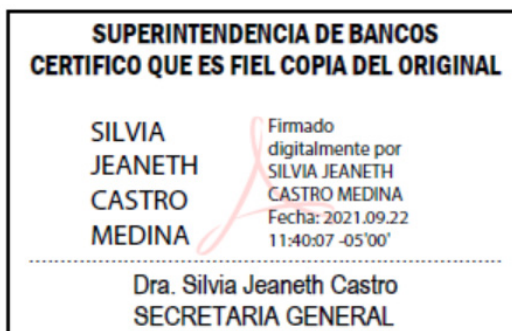 SUPERINTENDENCIA DE BANCOS
CERTIFICO QUE ES FIEL COPIA DEL ORIGINAL
SILVIA
JEANETH
CASTRO
MEDINA
Firmado
digitalmente por
SILVIA JEANETH
CASTRO MEDINA
Fecha: 2021.09.22
11:40:07 -05'00'
Dra. Silvia Jeaneth Castro
SECRETARIA GENERAL